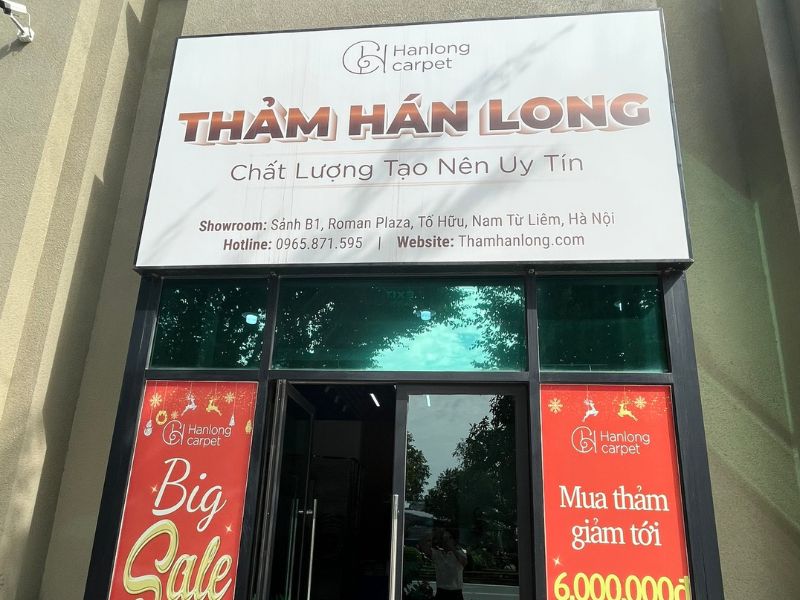 Hanlong
carpet
THẢM HÁN LONG
Chất Lượng Tạo Nên Uy Tín
Showroom: Sảnh B1, Roman Plaza, Tố Hữu, Nam Từ Liêm, Hà Nội
Hotline: 0965.871.595 | Website: Thamhanlong.com
Hanlong
carpet
Big
Sale
Hanlong
carpet
Mua thảm
giảm tới
6.000.000đ